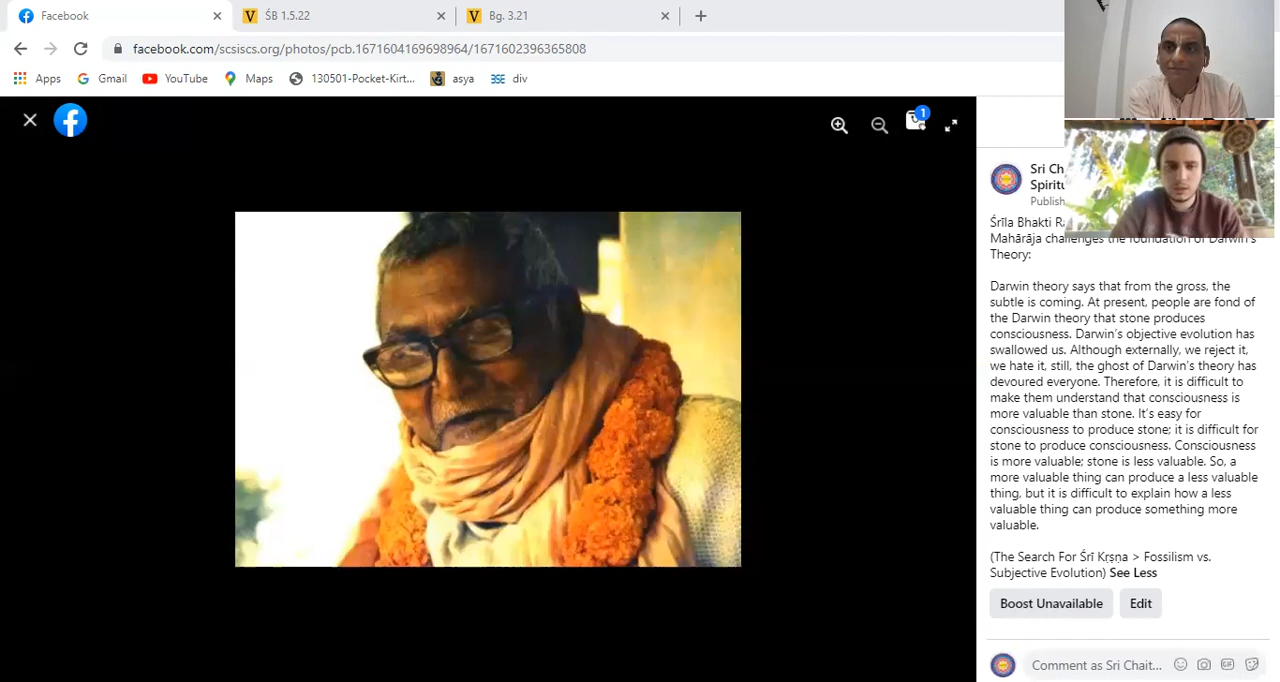 Facebook
ŚB 1.5.22
Bg. 3.21
facebook.com/scsiscs.org/photos/pcb.1671604169698964/1671602396365808
Apps
Gmail
YouTube
Maps
130501-Pocket-Kirt...
asya
div
1
Sri Ch
Spiritu
Publish
Śrīla Bhakti
Mahārāja challenges the foundation of Darwin's
Theory:
Darwin theory says that from the gross, the
subtle is coming. At present, people are fond of
the Darwin theory that stone produces
consciousness. Darwin's objective evolution has
swallowed us. Although externally, we reject it,
we hate it, still, the ghost of Darwin's theory has
devoured everyone. Therefore, it is difficult to
make them understand that consciousness is
more valuable than stone. It's easy for
consciousness to produce stone; it is difficult for
stone to produce consciousness. Consciousness
is more valuable; stone is less valuable. So, a
more valuable thing can produce a less valuable
thing, but it is difficult to explain how a less
valuable thing can produce something more
valuable.
(The Search For Śrī Kṛṣṇa > Fossilism vs.
Subjective Evolution) See Less
Boost Unavailable
Edit
Comment as Sri Chait...
GIF